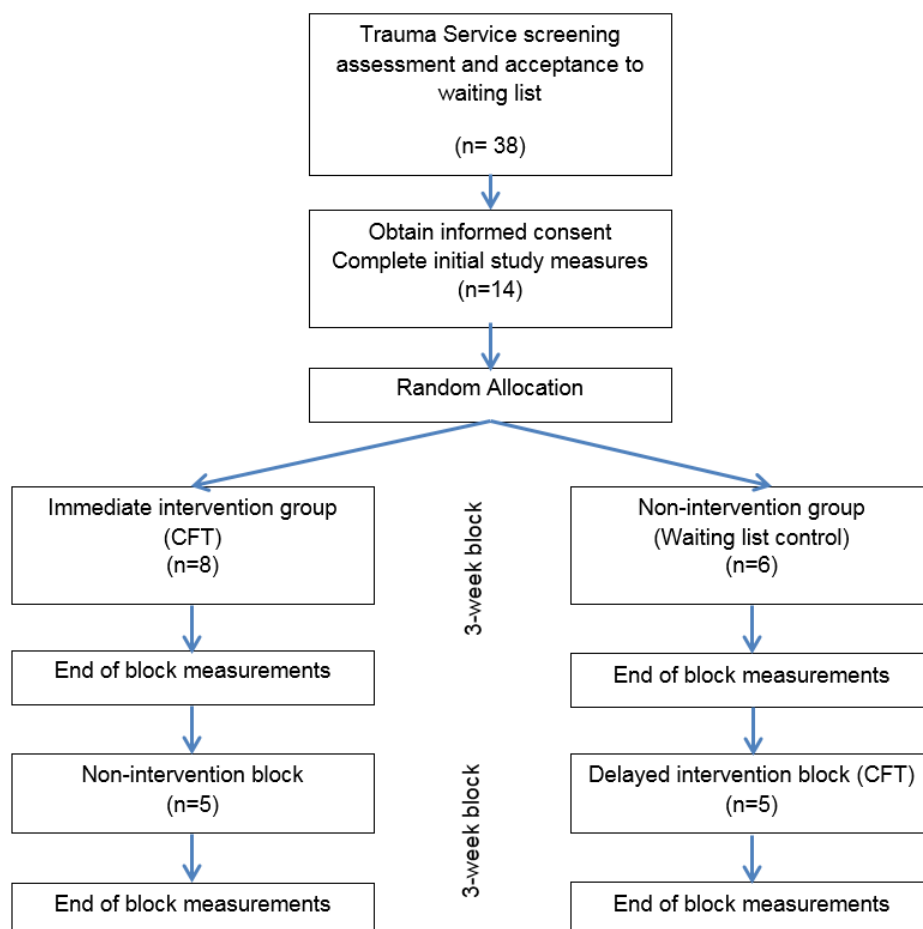 Trauma Service screening
assessment and acceptance to
waiting list
(n= 38)
Obtain informed consent
Complete initial study measures
(n=14)
Random Allocation
Immediate intervention group
(CFT)
(n=8)
3-week block
Non-intervention group
(Waiting list control)
(n=6)
End of block measurements
End of block measurements
Non-intervention block
(n=5)
3-week block
Delayed intervention block (CFT)
(n=5)
End of block measurements
End of block measurements